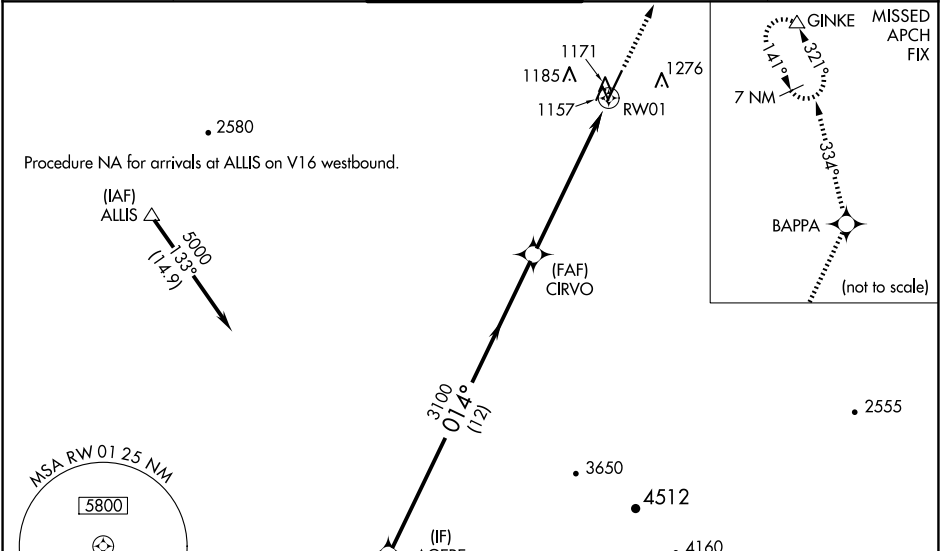 1171
1185
1276
1157
RW01
2580
Procedure NA for arrivals at ALLIS on V16 westbound.
(IAF)
ALLIS
5000
133°
(14.9)
(FAF)
CIRVO
3100
014°
(12)
2555
3650
4512
4160
MSA RW 01 25 NM
5800
(IF)
GINKE
MISSED
APCH
FIX
141°
321°
7 NM
334°
BAPPA
(not to scale)